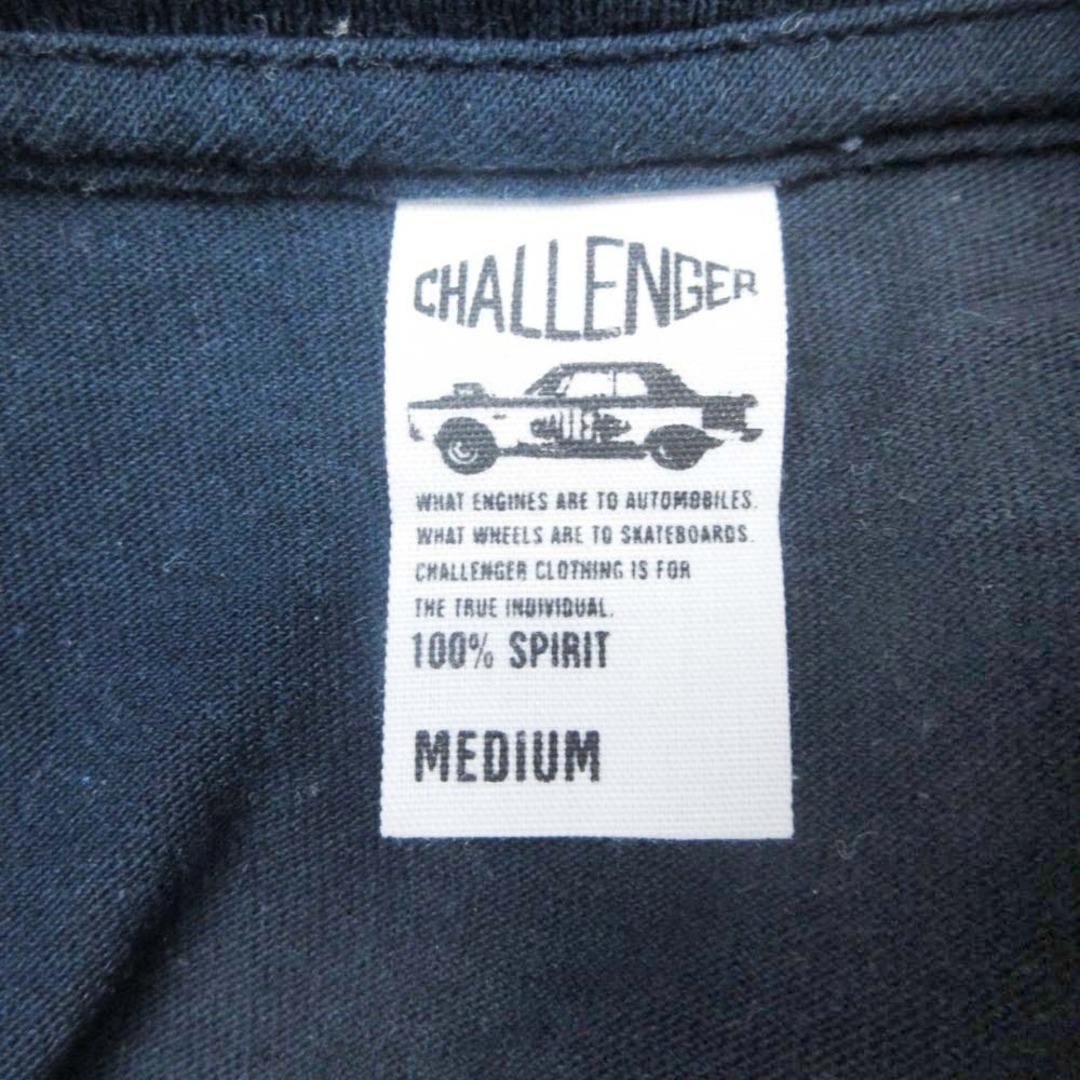 CHALLENGER
WHAT ENGINES ARE TO AUTOMOBILES.
WHAT WHEELS ARE TO SKATEBOARDS.
CHALLENGER CLOTHING IS FOR
THE TRUE INDIVIDUAL.
100% SPIRIT
MEDIUM